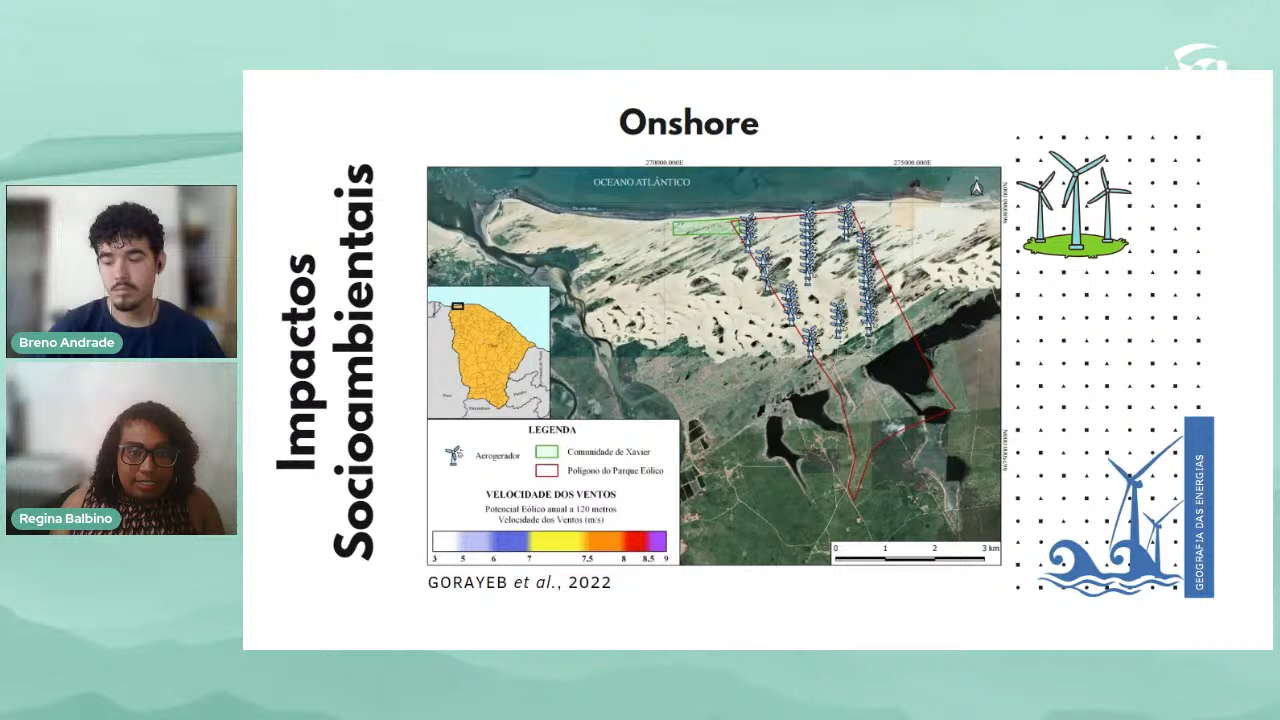 Onshore
Impactos
Socioambientais
270000.000E
275000.000E
OCEANO ATLÂNTICO
Ceará
LEGENDA
Aerogerador
Comunidade de Xavier
Polígono do Parque Eólico
VELOCIDADE DOS VENTOS
Potencial Eólico anual a 120 metros
Velocidade dos Ventos (m/s)
3 5 6 7 7,5 8 8,5 9
0 1 2 3 km
GORAYEB et al., 2022
GEOGRAFIA DAS ENERGIAS
Breno Andrade
Regina Balbino